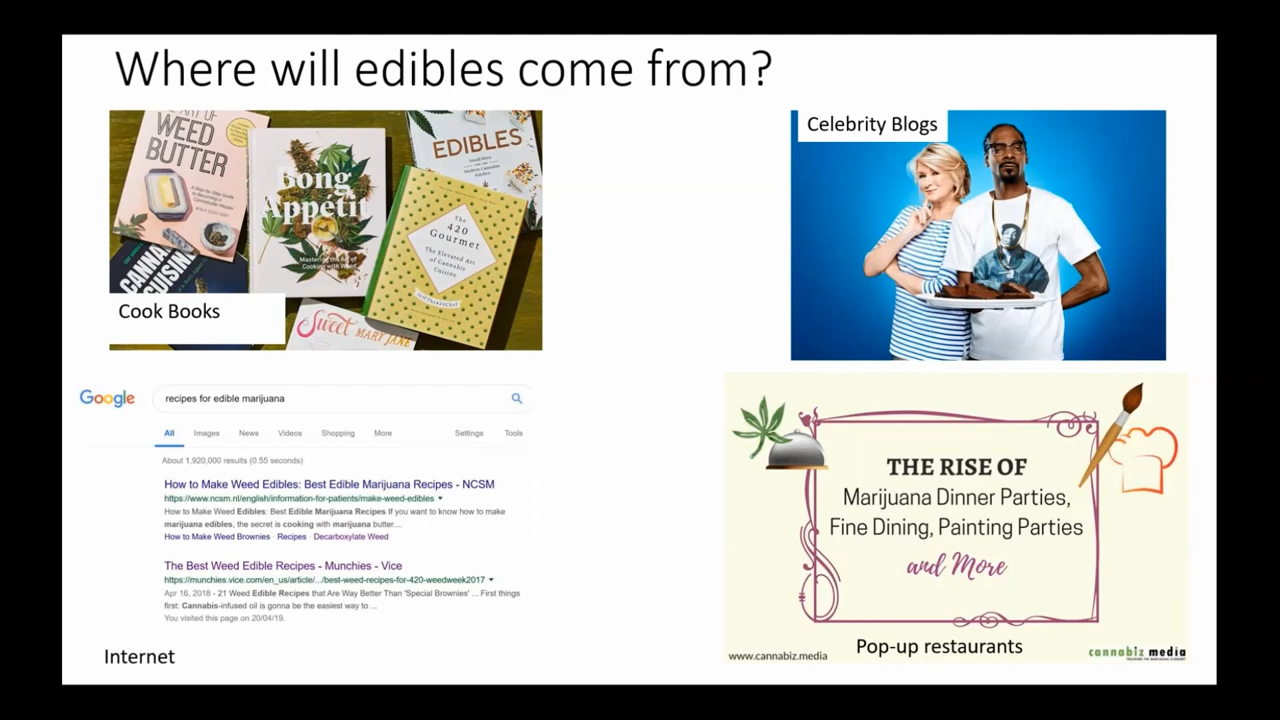 Where will edibles come from?
ART OF
WEED
BUTTER
Bong
Appétit
Mastering the Art of
Cooking with Weed
EDIBLES
The
420
Gourmet
The Elevated Art
of Cannabis
Cuisine
Sweet MARY JANE
Cook Books
Celebrity Blogs
Google
recipes for edible marijuana
All Images News Videos Shopping More Settings Tools
About 1,920,000 results (0.55 seconds)
How to Make Weed Edibles: Best Edible Marijuana Recipes - NCSM
https://www.ncsm.nl/english/information-for-patients/make-weed-edibles
How to Make Weed Edibles: Best Edible Marijuana Recipes If you want to know how to make
marijuana edibles, the secret is cooking with marijuana butter....
How to Make Weed Brownies · Recipes · Decarboxylate Weed
The Best Weed Edible Recipes - Munchies - Vice
https://munchies.vice.com/en_us/article/.../best-weed-recipes-for-420-weedweek2017
Apr 16, 2018 - 21 Weed Edible Recipes that Are Way Better Than 'Special Brownies' ... First things
first: Cannabis-infused oil is gonna be the easiest way to ...
You visited this page on 20/04/19.
Internet
THE RISE OF
Marijuana Dinner Parties,
Fine Dining, Painting Parties
and More
Pop-up restaurants
www.cannabiz.media
cannabiz media